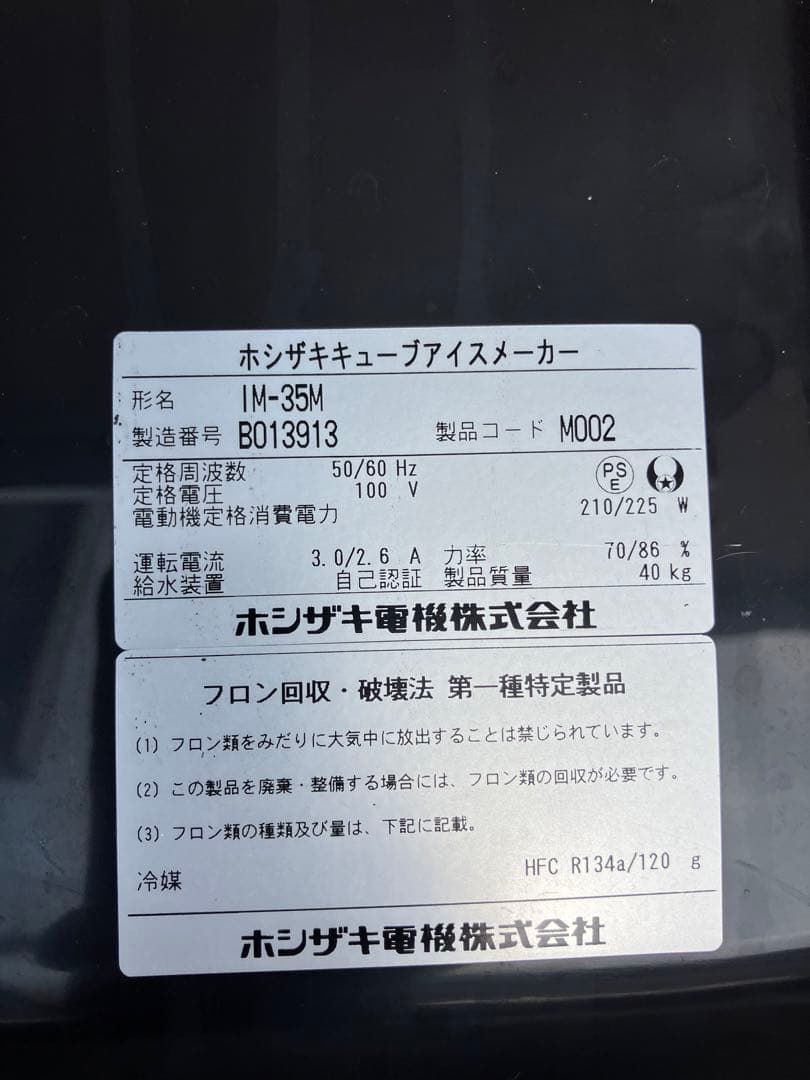 ホシザキキューブアイスメーカー
形名 IM-35M
製造番号 B013913 製品コード M002
定格周波数 50/60 Hz
定格電圧 100 V
PS
E
電動機定格消費電力 210/225 W
運転電流 3.0/2.6 A 力率 70/86 %
給水装置 自己認証 製品質量 40 kg
ホシザキ電機株式会社
フロン回収・破壊法 第一種特定製品
(1) フロン類をみだりに大気中に放出することは禁じられています。
(2) この製品を廃棄・整備する場合には、フロン類の回収が必要です。
(3) フロン類の種類及び量は、下記に記載。
冷媒 HFC R134a/120 g
ホシザキ電機株式会社